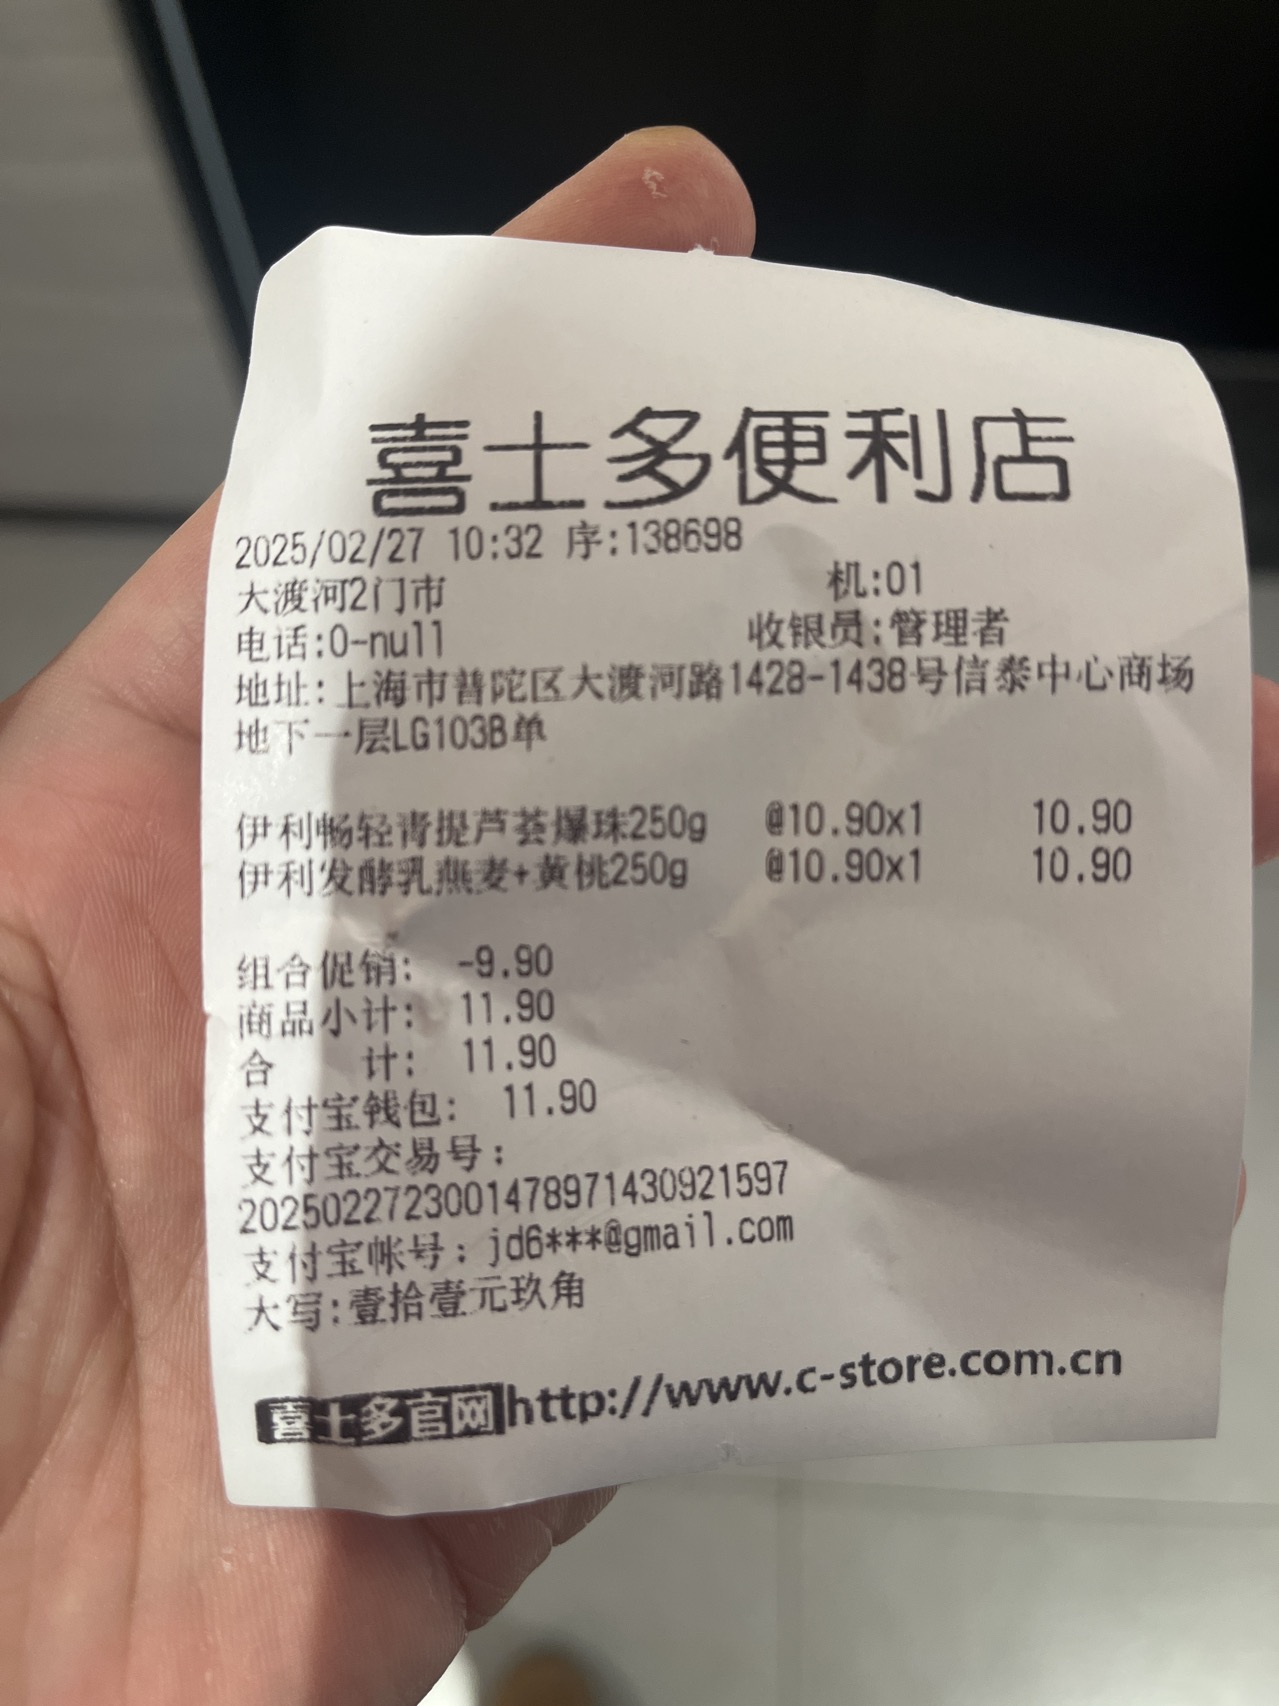 喜士多便利店
2025/02/27 10:32 序:138698
大渡河2门市 机:01
电话:0-null 收银员:管理者
地址:上海市普陀区大渡河路1428-1438号信泰中心商场
地下一层LG103B单
伊利畅轻青提芦荟爆珠250g @10.90x1 10.90
伊利发酵乳燕麦+黄桃250g @10.90x1 10.90
组合促销: -9.90
商品小计: 11.90
合 计: 11.90
支付宝钱包: 11.90
支付宝交易号:
2025022723001478971430921597
支付宝帐号:jd6***@gmail.com
大写:壹拾壹元玖角
喜士多官网http://www.c-store.com.cn